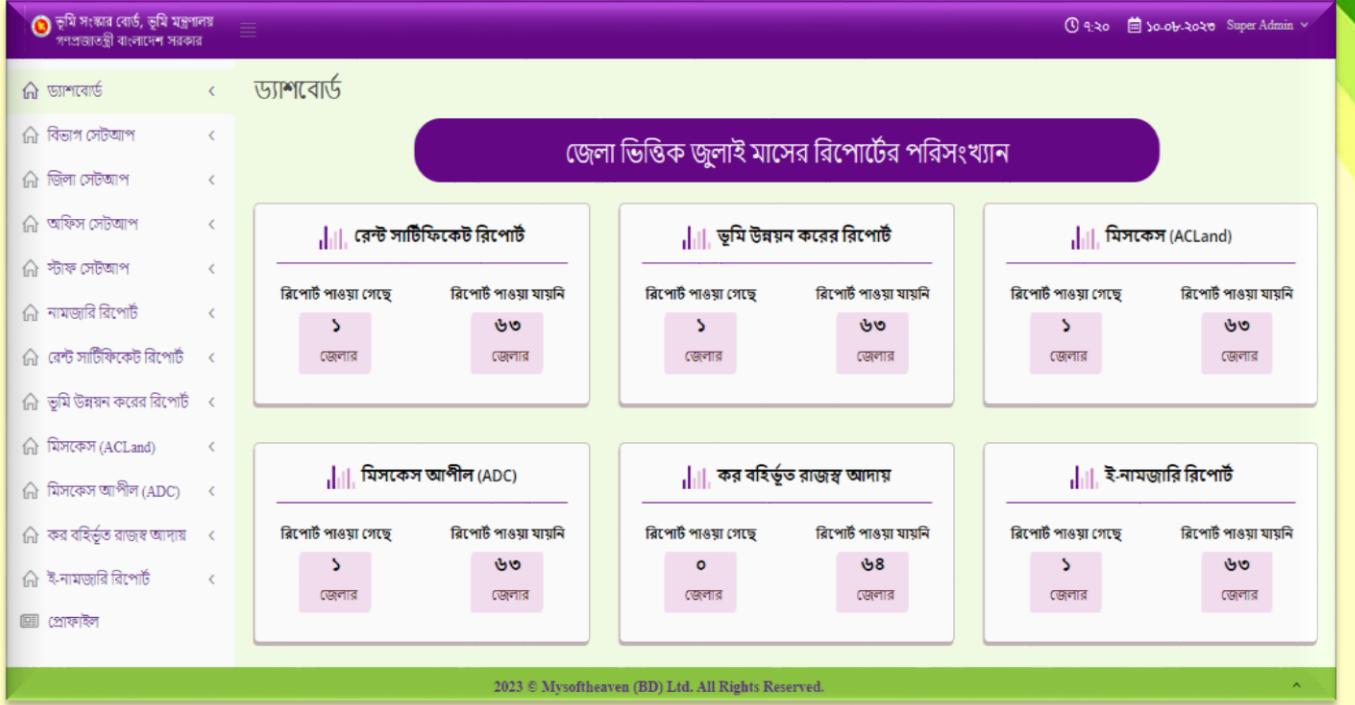 ভূমি সংস্কার বোর্ড, ভূমি মন্ত্রণালয়
গণপ্রজাতন্ত্রী বাংলাদেশ সরকার
৭:২০ ১০-০৮-২০২৩ Super Admin
ড্যাশবোর্ড
বিভাগ সেটআপ
জিলা সেটআপ
অফিস সেটআপ
স্টাফ সেটআপ
নামজারি রিপোর্ট
রেন্ট সার্টিফিকেট রিপোর্ট
ভূমি উন্নয়ন করের রিপোর্ট
মিসকেস (ACLand)
মিসকেস আপীল (ADC)
কর বহির্ভূত রাজস্ব আদায়
ই-নামজারি রিপোর্ট
প্রোফাইল
ড্যাশবোর্ড
জেলা ভিত্তিক জুলাই মাসের রিপোর্টের পরিসংখ্যান
রেন্ট সার্টিফিকেট রিপোর্ট
রিপোর্ট পাওয়া গেছে রিপোর্ট পাওয়া যায়নি
১ ৬৩
জেলার জেলার
ভূমি উন্নয়ন করের রিপোর্ট
রিপোর্ট পাওয়া গেছে রিপোর্ট পাওয়া যায়নি
১ ৬৩
জেলার জেলার
মিসকেস (ACLand)
রিপোর্ট পাওয়া গেছে রিপোর্ট পাওয়া যায়নি
১ ৬৩
জেলার জেলার
মিসকেস আপীল (ADC)
রিপোর্ট পাওয়া গেছে রিপোর্ট পাওয়া যায়নি
১ ৬৩
জেলার জেলার
কর বহির্ভূত রাজস্ব আদায়
রিপোর্ট পাওয়া গেছে রিপোর্ট পাওয়া যায়নি
০ ৬৪
জেলার জেলার
ই-নামজারি রিপোর্ট
রিপোর্ট পাওয়া গেছে রিপোর্ট পাওয়া যায়নি
১ ৬৩
জেলার জেলার
2023 © Mysoftheaven (BD) Ltd. All Rights Reserved.